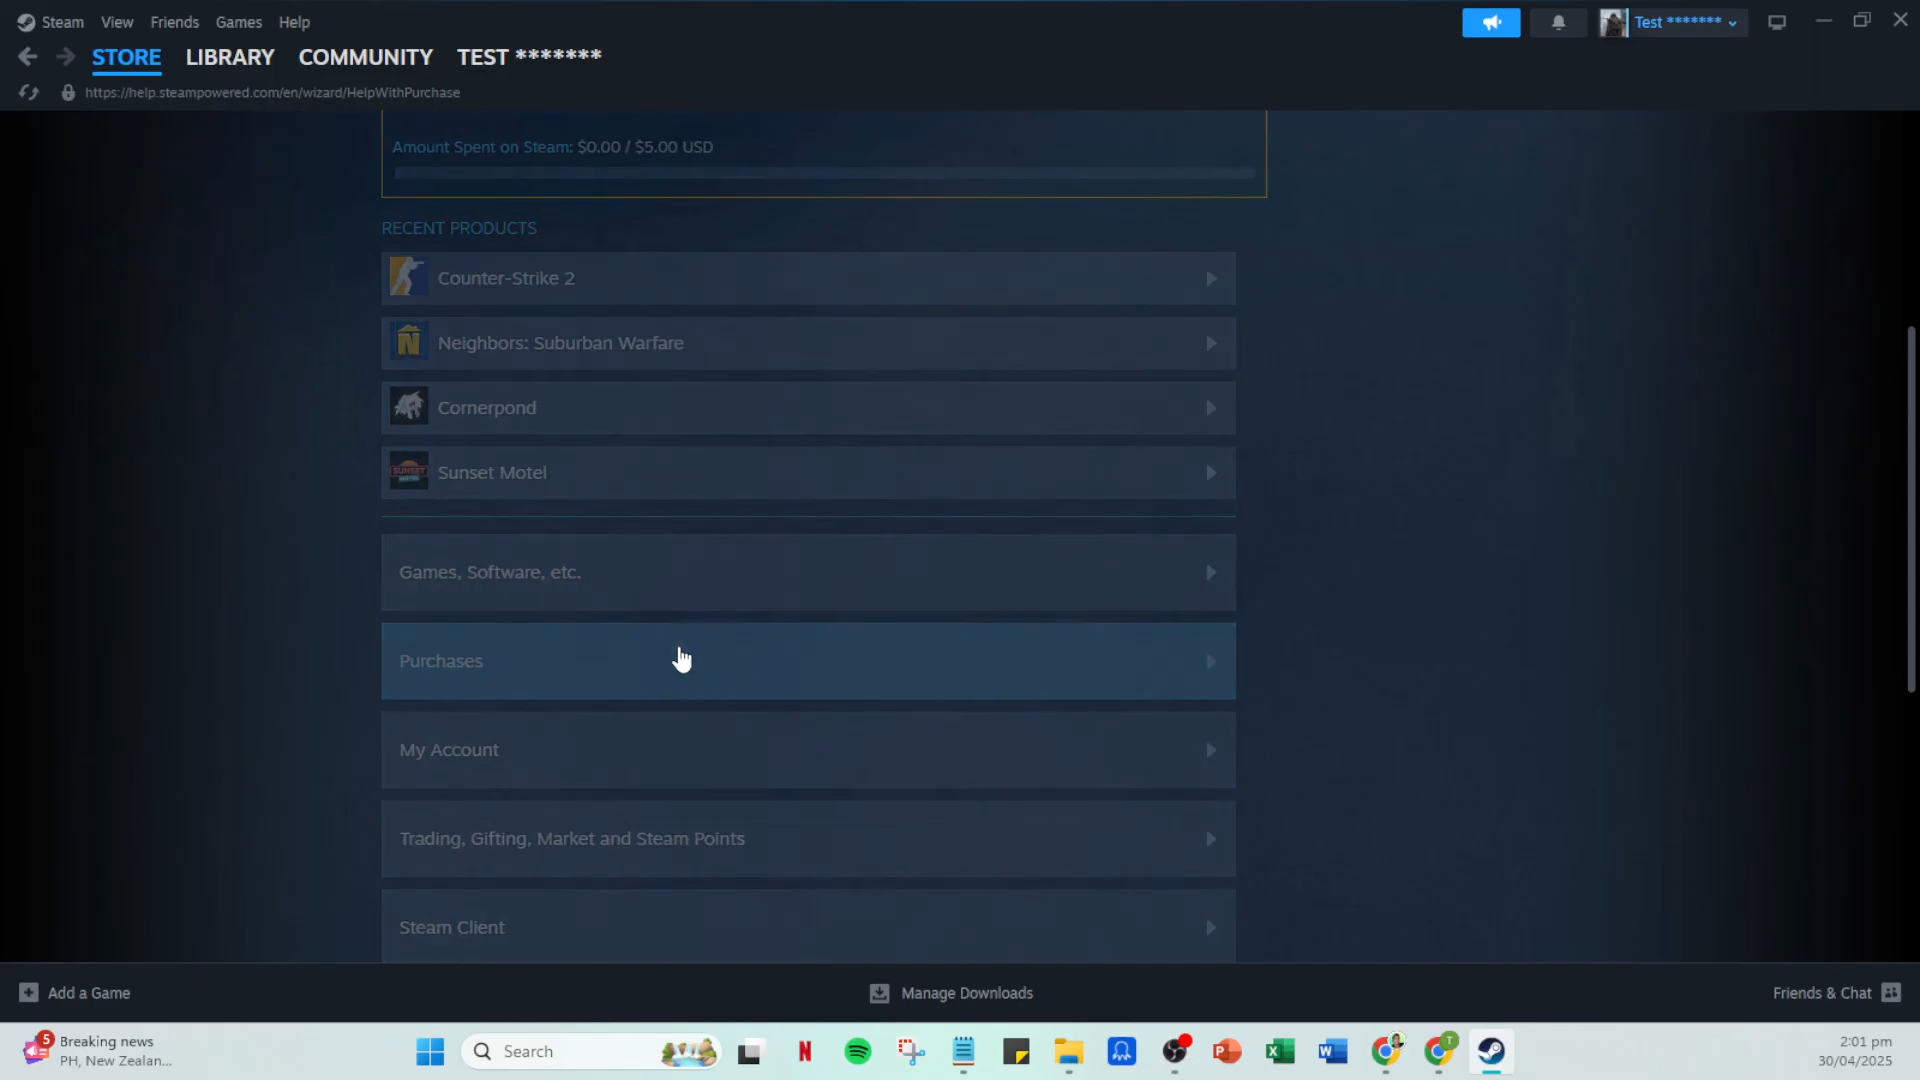 Steam View Friends Games Help Test *******
STORE LIBRARY COMMUNITY TEST *******
https://help.steampowered.com/en/wizard/HelpWithPurchase
Amount Spent on Steam: $0.00 / $5.00 USD
RECENT PRODUCTS
Counter-Strike 2
Neighbors: Suburban Warfare
Cornerpond
Sunset Motel
Games, Software, etc.
Purchases
My Account
Trading, Gifting, Market and Steam Points
Steam Client
Add a Game Manage Downloads Friends & Chat
5 Breaking news
PH, New Zealan...
Search
2:01 pm
30/04/2025